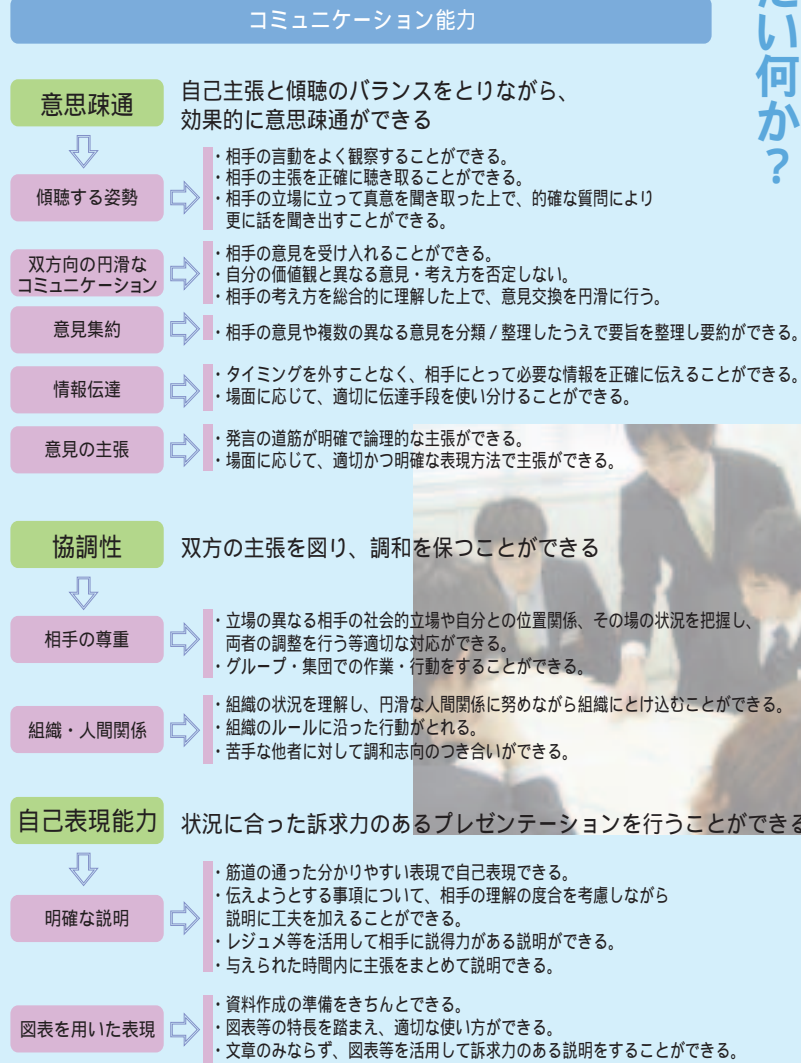 コミュニケーション能力
い何か?
意思疎通
自己主張と傾聴のバランスをとりながら、
効果的に意思疎通ができる
傾聴する姿勢
・相手の言動をよく観察することができる。
・相手の主張を正確に聴き取ることができる。
・相手の立場に立って真意を聞き取った上で、的確な質問により
更に話を聞き出すことができる。
双方向の円滑な
コミュニケーション
・相手の意見を受け入れることができる。
・自分の価値観と異なる意見・考え方を否定しない。
・相手の考え方を総合的に理解した上で、意見交換を円滑に行う。
意見集約
・相手の意見や複数の異なる意見を分類/整理したうえで要旨を整理し要約ができる。
情報伝達
・タイミングを外すことなく、相手にとって必要な情報を正確に伝えることができる。
・場面に応じて、適切に伝達手段を使い分けることができる。
意見の主張
・発言の道筋が明確で論理的な主張ができる。
・場面に応じて、適切かつ明確な表現方法で主張ができる。
協調性
双方の主張を図り、調和を保つことができる
相手の尊重
・立場の異なる相手の社会的立場や自分との位置関係、その場の状況を把握し、
両者の調整を行う等適切な対応ができる。
・グループ・集団での作業・行動をすることができる。
組織・人間関係
・組織の状況を理解し、円滑な人間関係に努めながら組織にとけ込むことができる。
・組織のルールに沿った行動がとれる。
・苦手な他者に対して調和志向のつき合いができる。
自己表現能力
状況に合った訴求力のあるプレゼンテーションを行うことができる
明確な説明
・筋道の通った分かりやすい表現で自己表現できる。
・伝えようとする事項について、相手の理解の度合を考慮しながら
説明に工夫を加えることができる。
・レジュメ等を活用して相手に説得力がある説明ができる。
・与えられた時間内に主張をまとめて説明できる。
図表を用いた表現
・資料作成の準備をきちんとできる。
・図表等の特長を踏まえ、適切な使い方ができる。
・文章のみならず、図表等を活用して訴求力のある説明をすることができる。